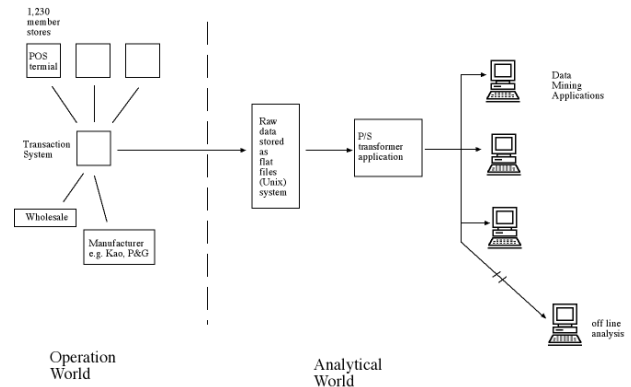 1,230
member
stores
POS
termial
Transaction
System
Wholesale
Manufacturer
e.g. Kao, P&G
Raw
data
stored
as
flat
files
(Unix)
system
P/S
transformer
application
Data
Mining
Applications
off line
analysis
Operation
World
Analytical
World